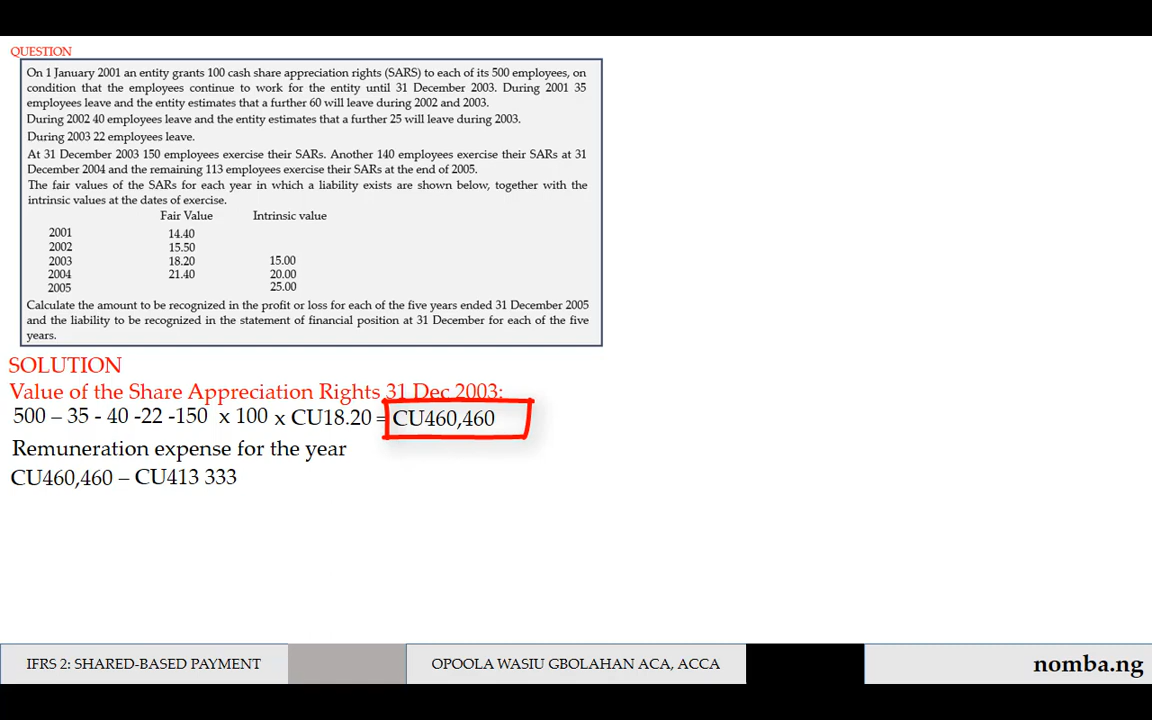 QUESTION
On 1 January 2001 an entity grants 100 cash share appreciation rights (SARS) to each of its 500 employees, on
condition that the employees continue to work for the entity until 31 December 2003. During 2001 35
employees leave and the entity estimates that a further 60 will leave during 2002 and 2003.
During 2002 40 employees leave and the entity estimates that a further 25 will leave during 2003.
During 2003 22 employees leave.
At 31 December 2003 150 employees exercise their SARs. Another 140 employees exercise their SARs at 31
December 2004 and the remaining 113 employees exercise their SARs at the end of 2005.
The fair values of the SARs for each year in which a liability exists are shown below, together with the
intrinsic values at the dates of exercise.
Fair Value Intrinsic value
2001 14.40
2002 15.50
2003 18.20 15.00
2004 21.40 20.00
2005 25.00
Calculate the amount to be recognized in the profit or loss for each of the five years ended 31 December 2005
and the liability to be recognized in the statement of financial position at 31 December for each of the five
years.
SOLUTION
Value of the Share Appreciation Rights 31 Dec 2003:
500 – 35 - 40 -22 -150 x 100 x CU18.20 = CU460,460
Remuneration expense for the year
CU460,460 – CU413 333
IFRS 2: SHARED-BASED PAYMENT OPOOLA WASIU GBOLAHAN ACA, ACCA nomba.ng